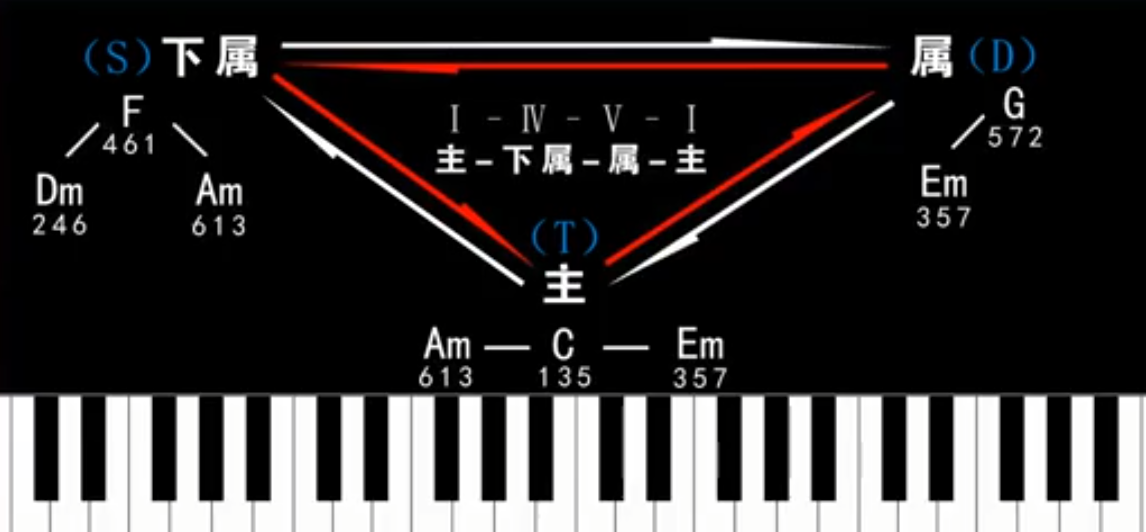 (S)下属
属(D)
F
461
G
572
Dm
246
Am
613
Em
357
Ⅰ-Ⅳ-Ⅴ-Ⅰ
主-下属-属-主
(T)
主
Am — C — Em
613 135 357